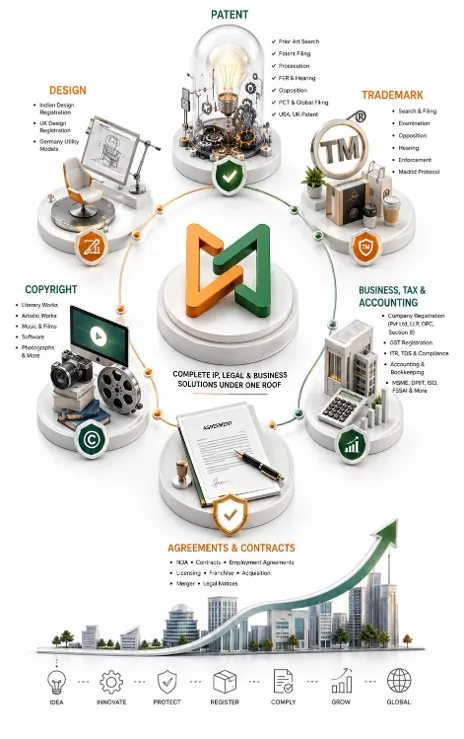 PATENT
✓ Prior Art Search
✓ Patent Filing
✓ Prosecution
✓ FER & Hearing
✓ Opposition
✓ PCT & Global Filing
✓ USA, UK Patent
DESIGN
• Indian Design
Registration
• UK Design
Registration
• Germany Utility
Models
TRADEMARK
• Search & Filing
• Examination
• Opposition
• Hearing
• Enforcement
• Madrid Protocol
TM
®
TM
COPYRIGHT
• Literary Works
• Artistic Works
• Music & Films
• Software
• Photographs
& More
©
BUSINESS, TAX &
ACCOUNTING
• Company Registration
(Pvt Ltd, LLP, OPC,
Section 8)
• GST Registration
• ITR, TDS & Compliance
• Accounting &
Bookkeeping
• MSME, DPIIT, ISO,
FSSAI & More
COMPLETE IP, LEGAL & BUSINESS
SOLUTIONS UNDER ONE ROOF
AGREEMENT
AGREEMENTS & CONTRACTS
• NDA • Contracts • Employment Agreements
• Licensing • Franchise • Acquisition
• Merger • Legal Notices
IDEA
INNOVATE
PROTECT
REGISTER
COMPLY
GROW
GLOBAL